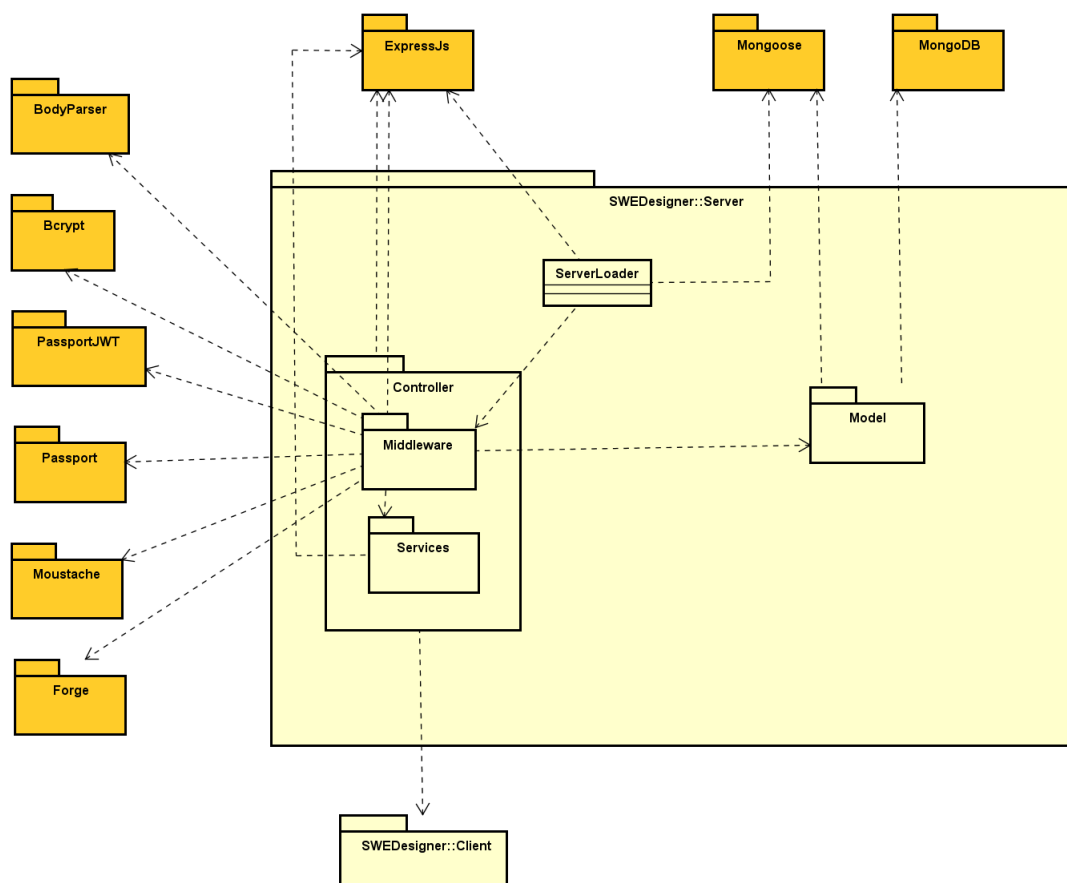 ExpressJs
Mongoose
MongoDB
BodyParser
SWEDesigner::Server
Bcrypt
ServerLoader
PassportJWT
Controller
Model
Middleware
Passport
Services
Moustache
Forge
SWEDesigner::Client